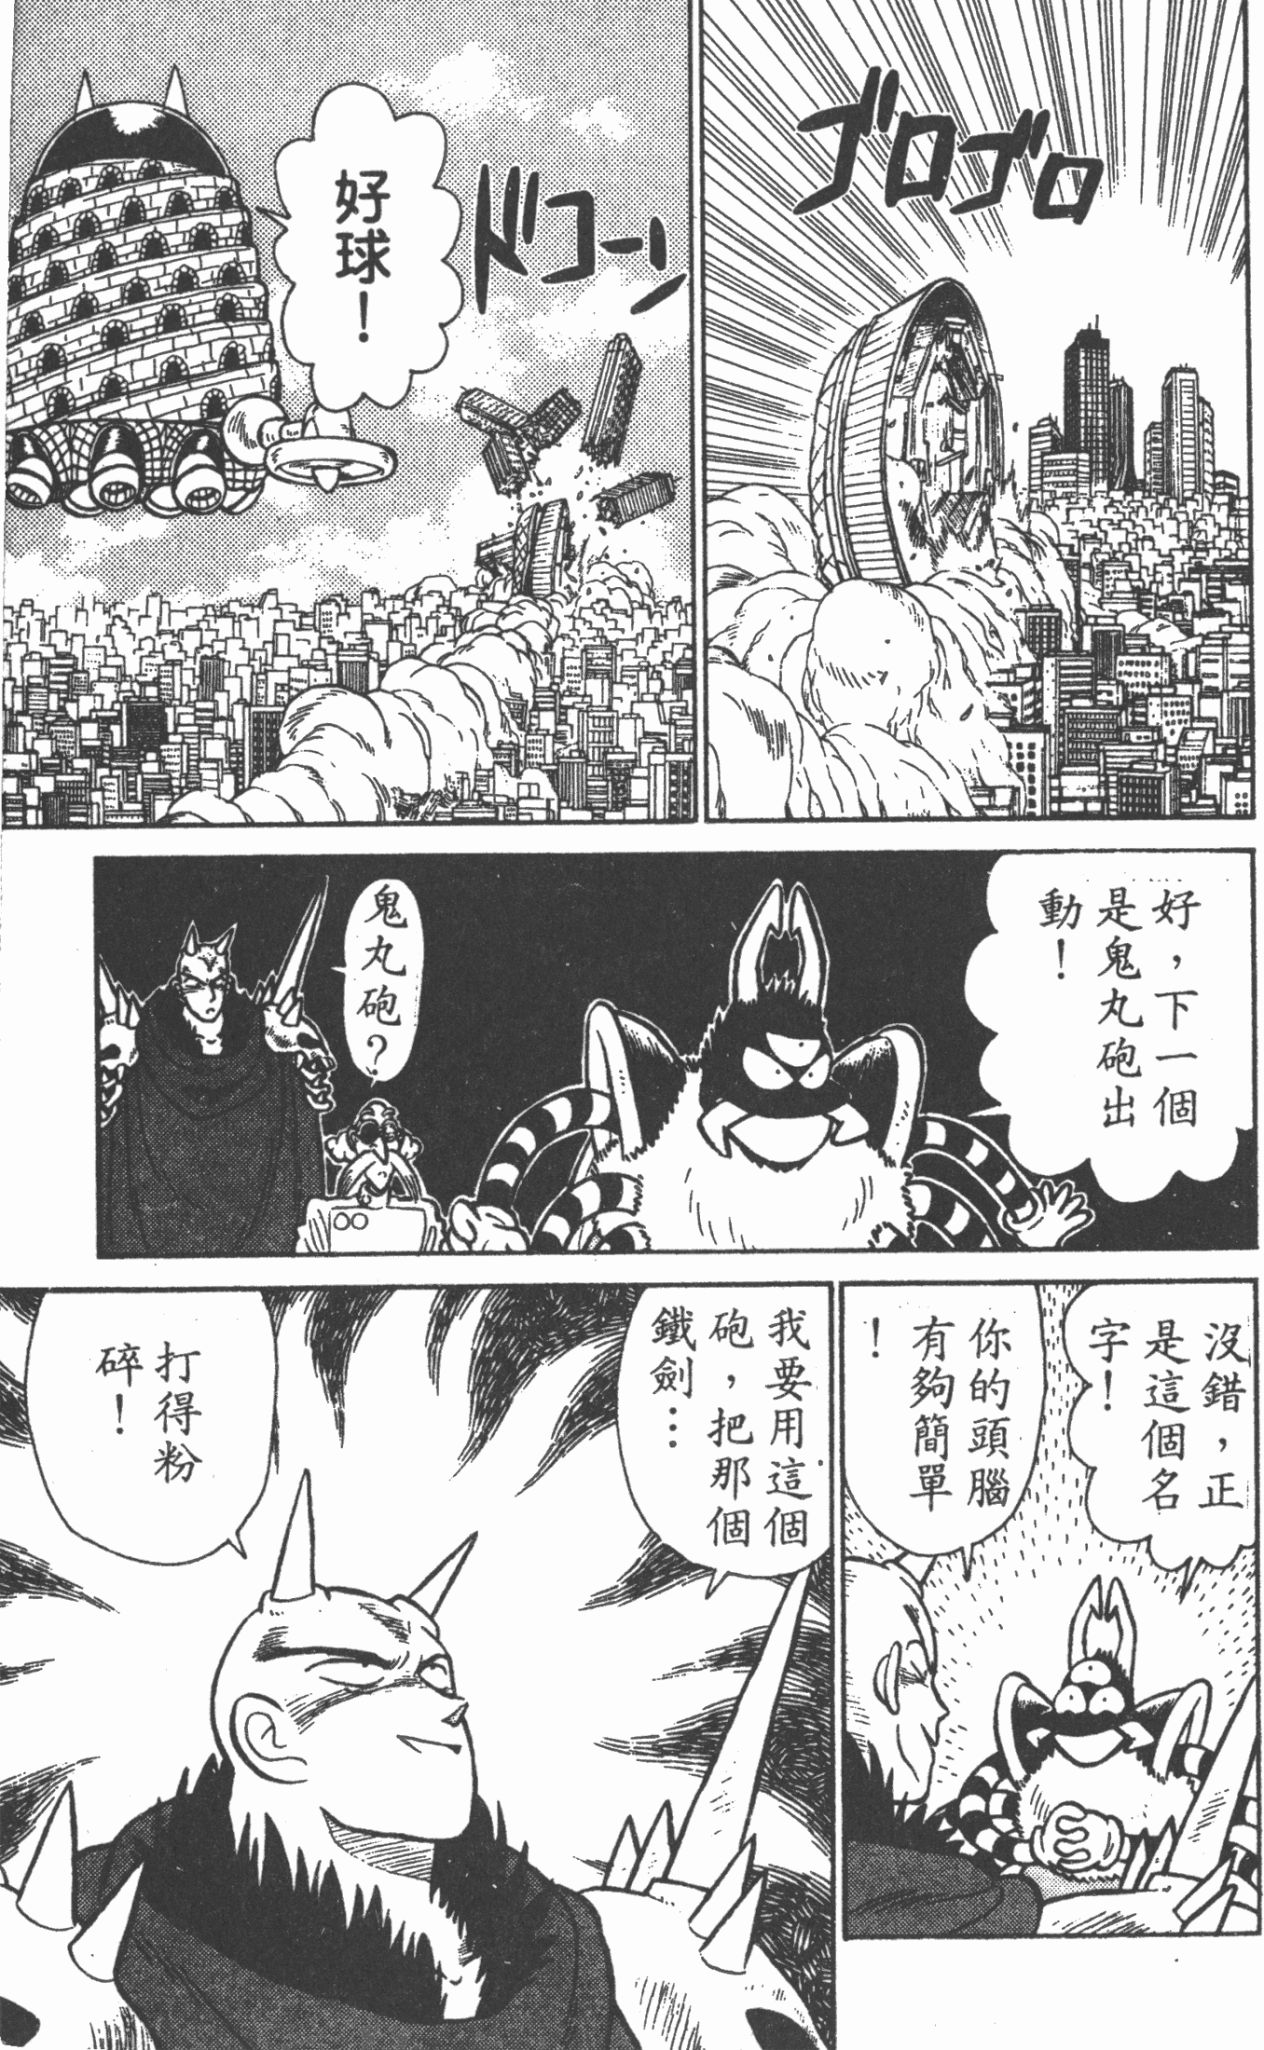 ゴロゴロ
ドコーン
好球！
好，下一個
是鬼丸砲出
動！
鬼丸砲？
沒錯，正
是這個名
字！
你的頭腦
有夠簡單
！
我要用這個
砲，把那個
鐵劍…
打得粉
碎！